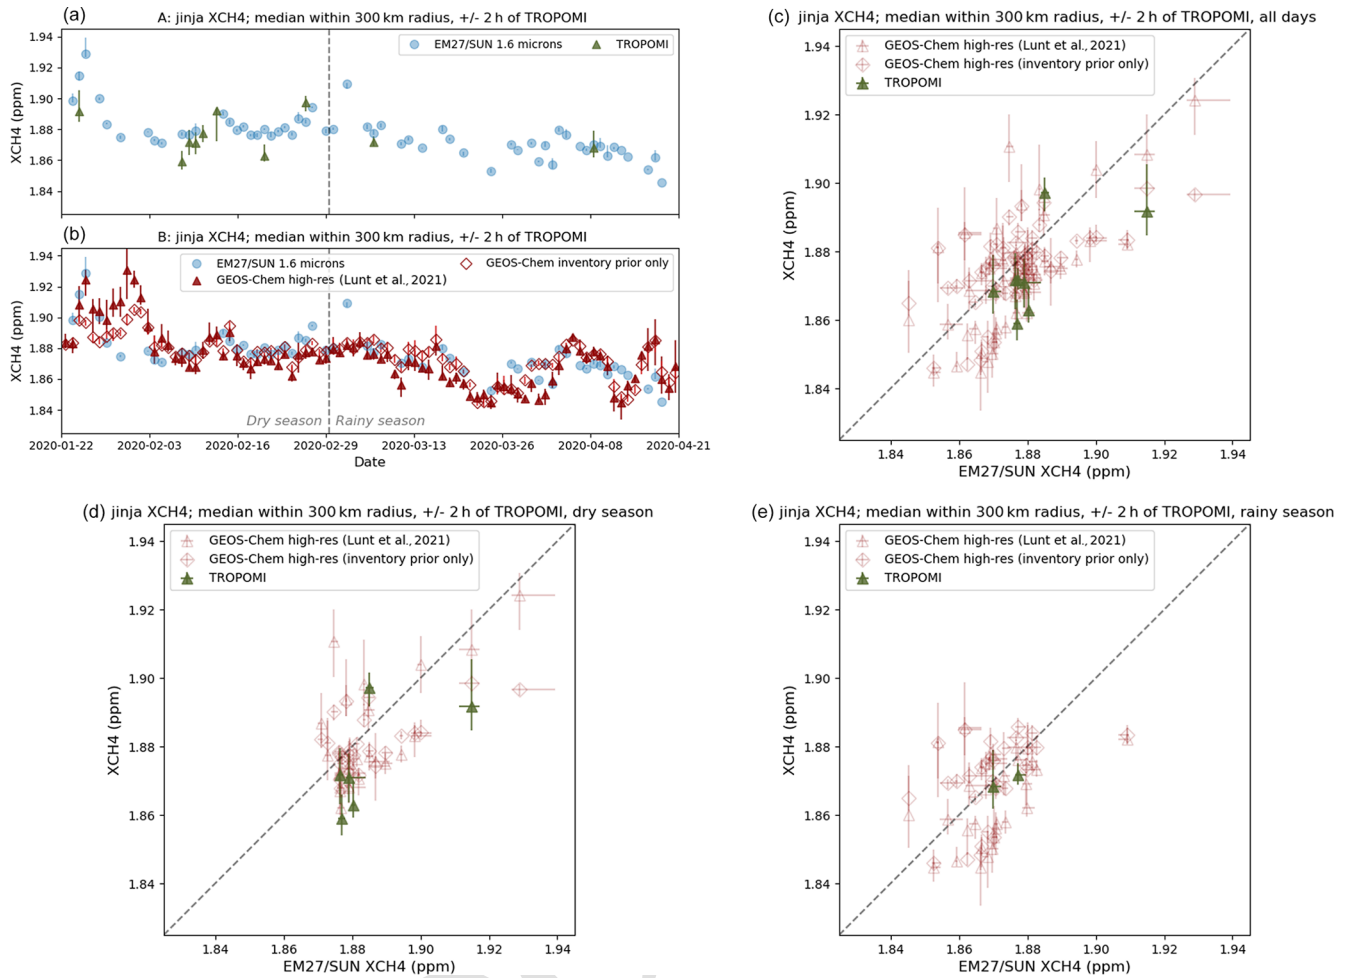 (a) A: jinja XCH4; median within 300 km radius, +/- 2 h of TROPOMI
EM27/SUN 1.6 microns
TROPOMI
XCH4 (ppm)
1.94
1.92
1.90
1.88
1.86
1.84
(b) B: jinja XCH4; median within 300 km radius, +/- 2 h of TROPOMI
EM27/SUN 1.6 microns
GEOS-Chem inventory prior only
GEOS-Chem high-res (Lunt et al., 2021)
XCH4 (ppm)
1.94
1.92
1.90
1.88
1.86
1.84
Dry season
Rainy season
2020-01-22 2020-02-03 2020-02-16 2020-02-29 2020-03-13 2020-03-26 2020-04-08 2020-04-21
Date
(c) jinja XCH4; median within 300 km radius, +/- 2 h of TROPOMI, all days
GEOS-Chem high-res (Lunt et al., 2021)
GEOS-Chem high-res (inventory prior only)
TROPOMI
XCH4 (ppm)
1.94
1.92
1.90
1.88
1.86
1.84
1.84 1.86 1.88 1.90 1.92 1.94
EM27/SUN XCH4 (ppm)
(d) jinja XCH4; median within 300 km radius, +/- 2 h of TROPOMI, dry season
GEOS-Chem high-res (Lunt et al., 2021)
GEOS-Chem high-res (inventory prior only)
TROPOMI
XCH4 (ppm)
1.94
1.92
1.90
1.88
1.86
1.84
1.84 1.86 1.88 1.90 1.92 1.94
EM27/SUN XCH4 (ppm)
(e) jinja XCH4; median within 300 km radius, +/- 2 h of TROPOMI, rainy season
GEOS-Chem high-res (Lunt et al., 2021)
GEOS-Chem high-res (inventory prior only)
TROPOMI
XCH4 (ppm)
1.94
1.92
1.90
1.88
1.86
1.84
1.84 1.86 1.88 1.90 1.92 1.94
EM27/SUN XCH4 (ppm)